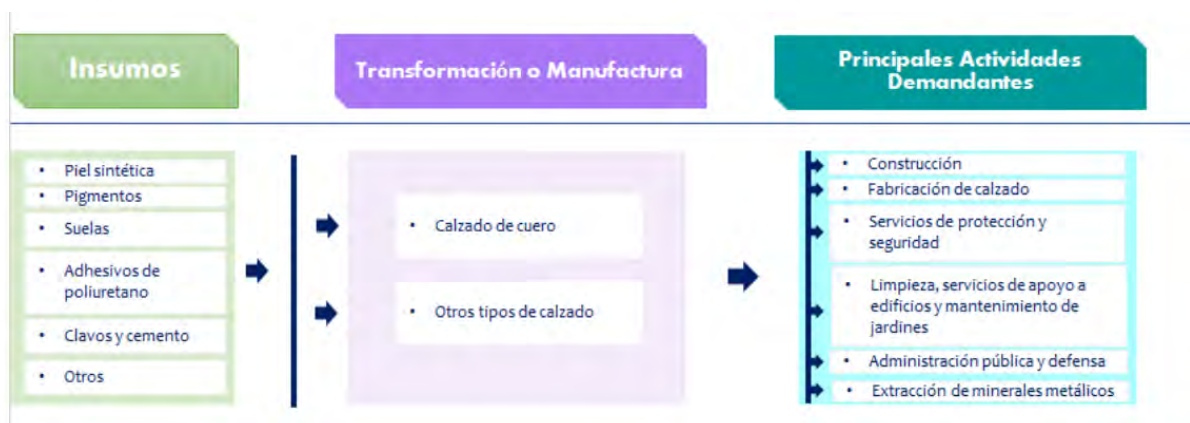 Insumos
Transformación o Manufactura
Principales Actividades
Demandantes
• Piel sintética
• Pigmentos
• Suelas
• Adhesivos de
poliuretano
• Clavos y cemento
• Otros
• Calzado de cuero
• Otros tipos de calzado
• Construcción
• Fabricación de calzado
• Servicios de protección y
seguridad
• Limpieza, servicios de apoyo a
edificios y mantenimiento de
jardines
• Administración pública y defensa
• Extracción de minerales metálicos